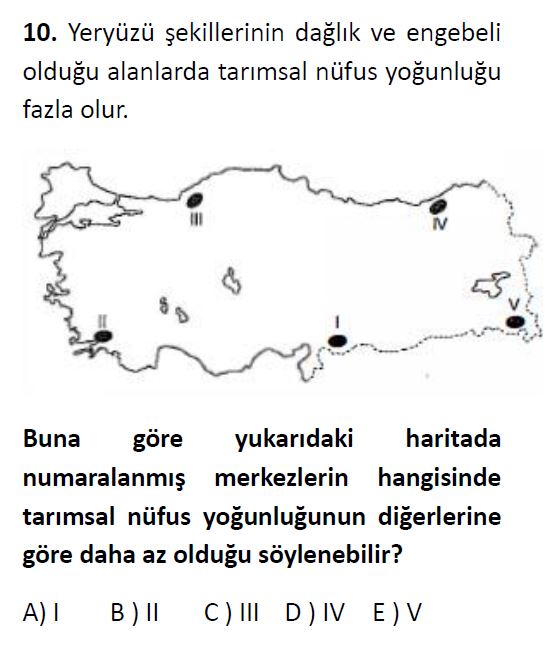 10. Yeryüzü şekillerinin dağlık ve engebeli
olduğu alanlarda tarımsal nüfus yoğunluğu
fazla olur.
III
IV
II
I
V
Buna göre yukarıdaki haritada
numaralanmış merkezlerin hangisinde
tarımsal nüfus yoğunluğunun diğerlerine
göre daha az olduğu söylenebilir?
A) I B ) II C ) III D ) IV E ) V